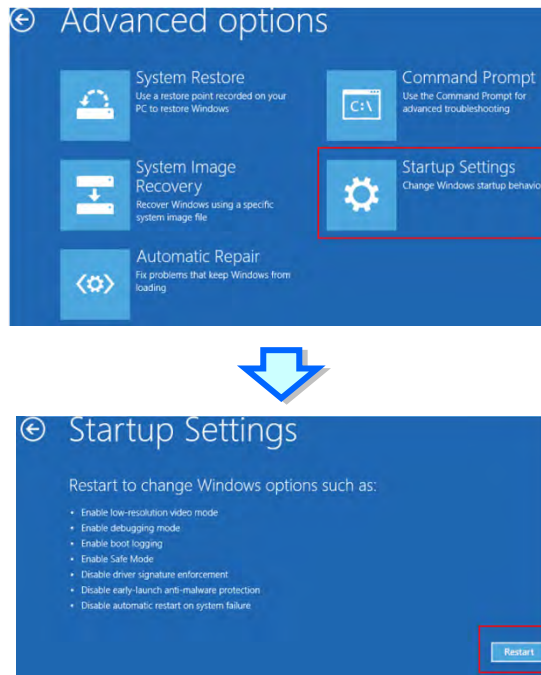 Advanced options
System Restore
Use a restore point recorded on your
PC to restore Windows
Command Prompt
Use the Command Prompt for
advanced troubleshooting
C:\
System Image
Recovery
Recover Windows using a specific
system image file
Startup Settings
Change Windows startup behavio
Automatic Repair
Fix problems that keep Windows from
loading
Startup Settings
Restart to change Windows options such as:
• Enable low-resolution video mode
• Enable debugging mode
• Enable boot logging
• Enable Safe Mode
• Disable driver signature enforcement
• Disable early-launch anti-malware protection
• Disable automatic restart on system failure
Restart